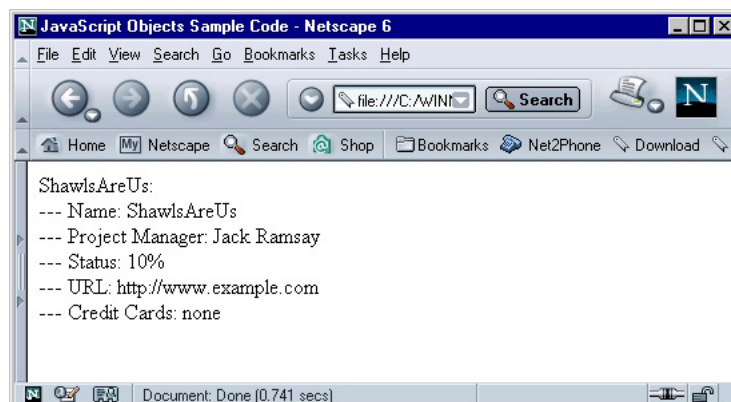 N JavaScript Objects Sample Code - Netscape 6
File Edit View Search Go Bookmarks Tasks Help
file:///C:/WINN Search N
Home My Netscape Search Shop Bookmarks Net2Phone Download
ShawlsAreUs:
--- Name: ShawlsAreUs
--- Project Manager: Jack Ramsay
--- Status: 10%
--- URL: http://www.example.com
--- Credit Cards: none
N Document: Done (0.741 secs)